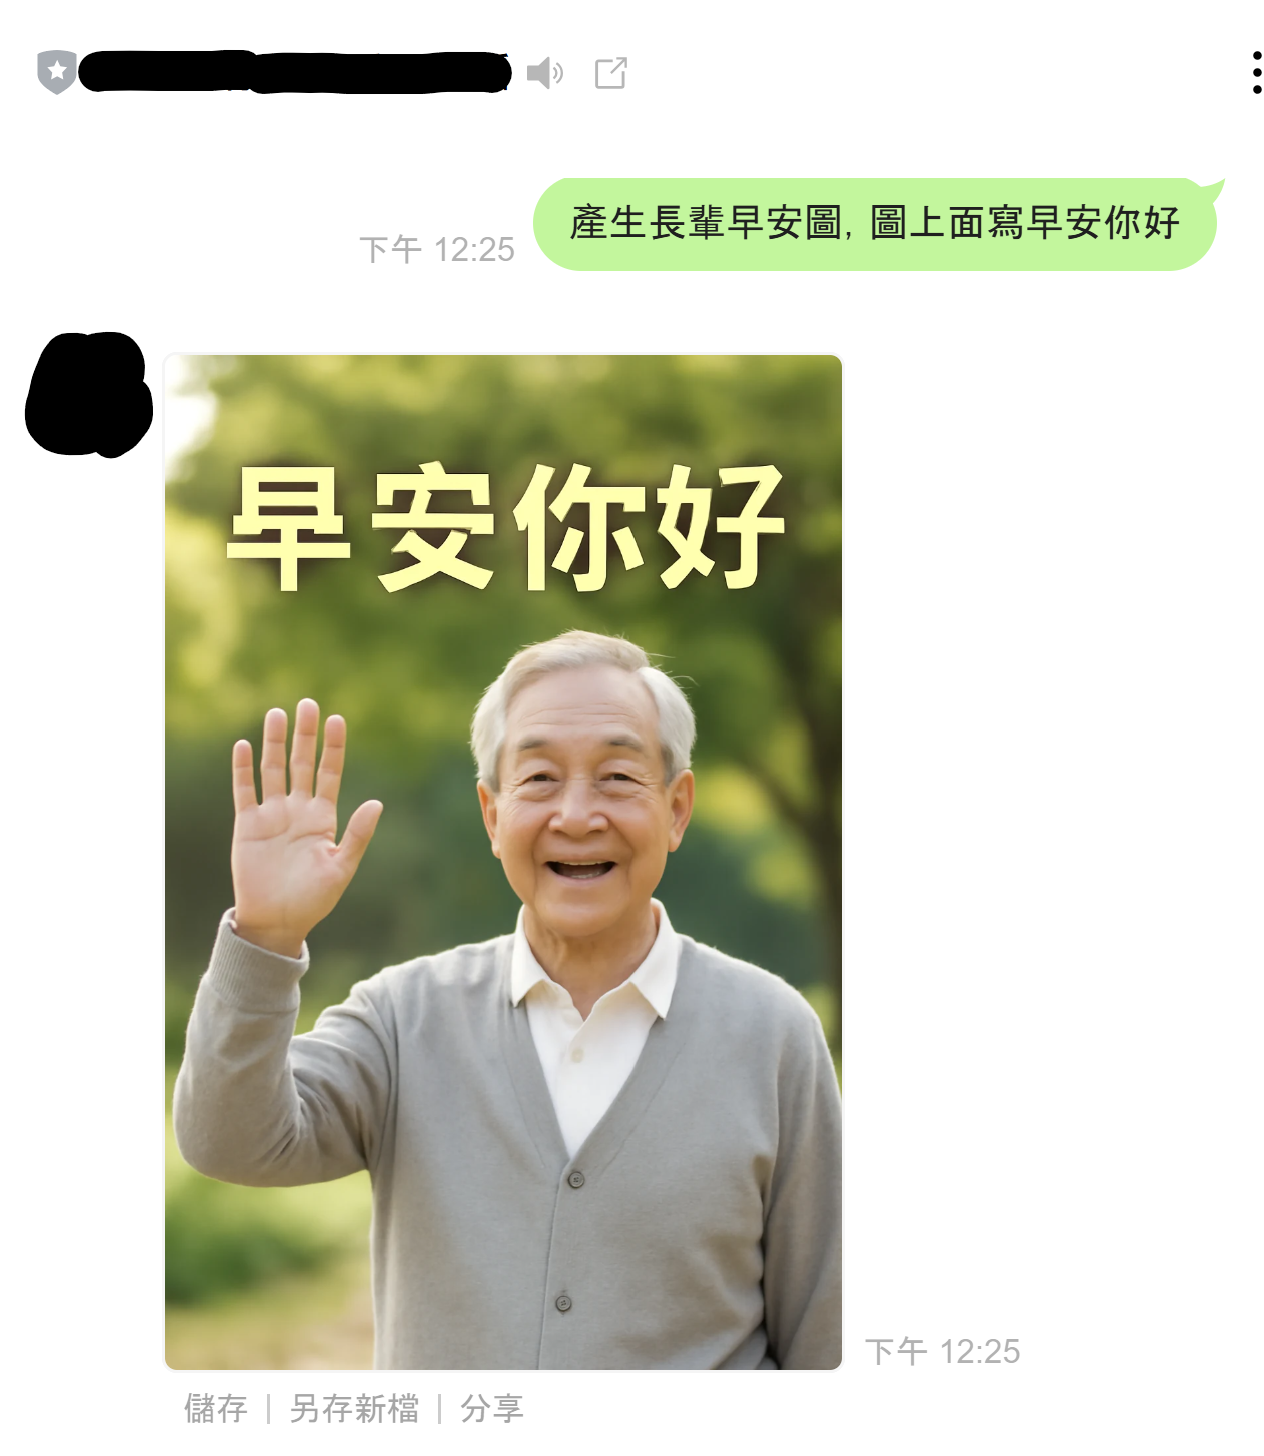 產生長輩早安圖, 圖上面寫早安你好
下午 12:25
早安你好
下午 12:25
儲存 | 另存新檔 | 分享